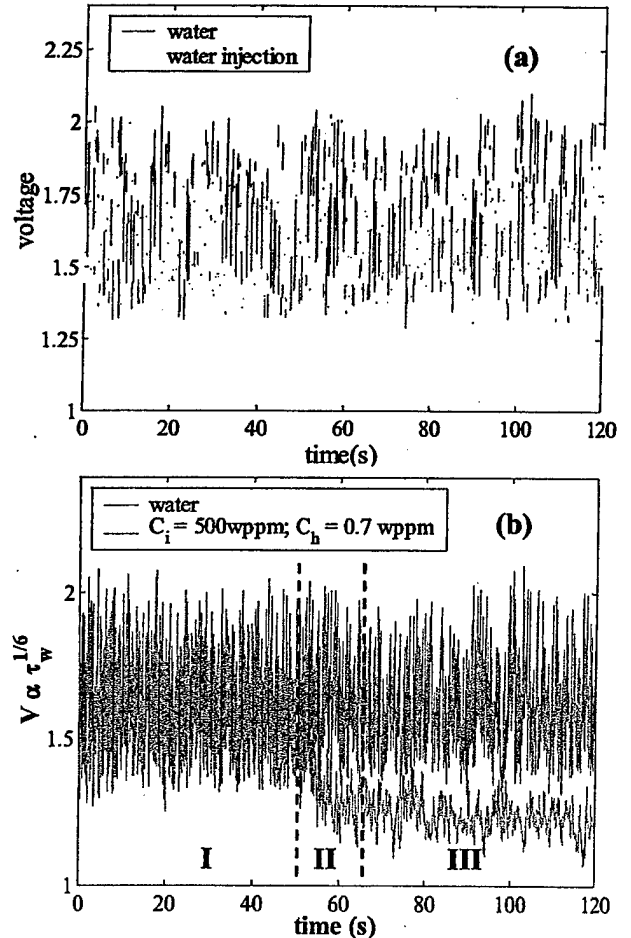 water
water injection
(a)
2.25
2
1.75
1.5
1.25
1
voltage
0 20 40 60 80 100 120
time(s)
water
C_i = 500wppm; C_h = 0.7 wppm
(b)
2
1.5
1
V α τ_w^1/6
I II III
0 20 40 60 80 100 120
time (s)